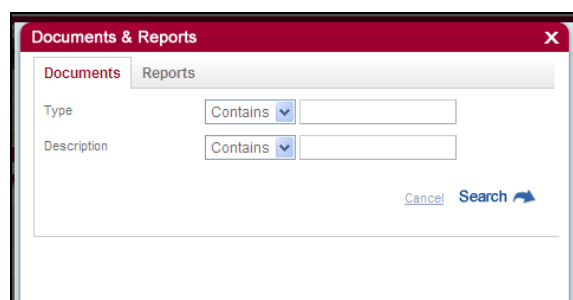 Documents & Reports X
Documents Reports
Type Contains
Description Contains
Cancel Search